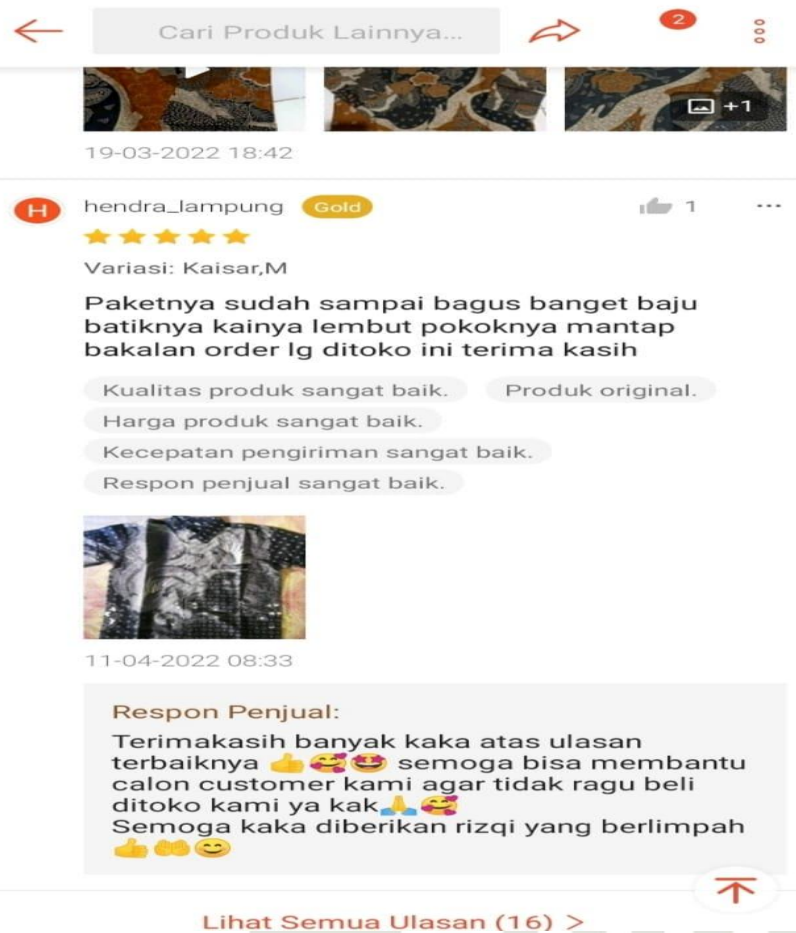 Cari Produk Lainnya...
2
+1
19-03-2022 18:42
H
hendra_lampung Gold 1
Variasi: Kaisar,M
Paketnya sudah sampai bagus banget baju
batiknya kainya lembut pokoknya mantap
bakalan order lg ditoko ini terima kasih
Kualitas produk sangat baik. Produk original.
Harga produk sangat baik.
Kecepatan pengiriman sangat baik.
Respon penjual sangat baik.
11-04-2022 08:33
Respon Penjual:
Terimakasih banyak kaka atas ulasan
terbaiknya 👍🥰🤩 semoga bisa membantu
calon customer kami agar tidak ragu beli
ditoko kami ya kak🙏🥰
Semoga kaka diberikan rizqi yang berlimpah
👍🤲😊
Lihat Semua Ulasan (16) >